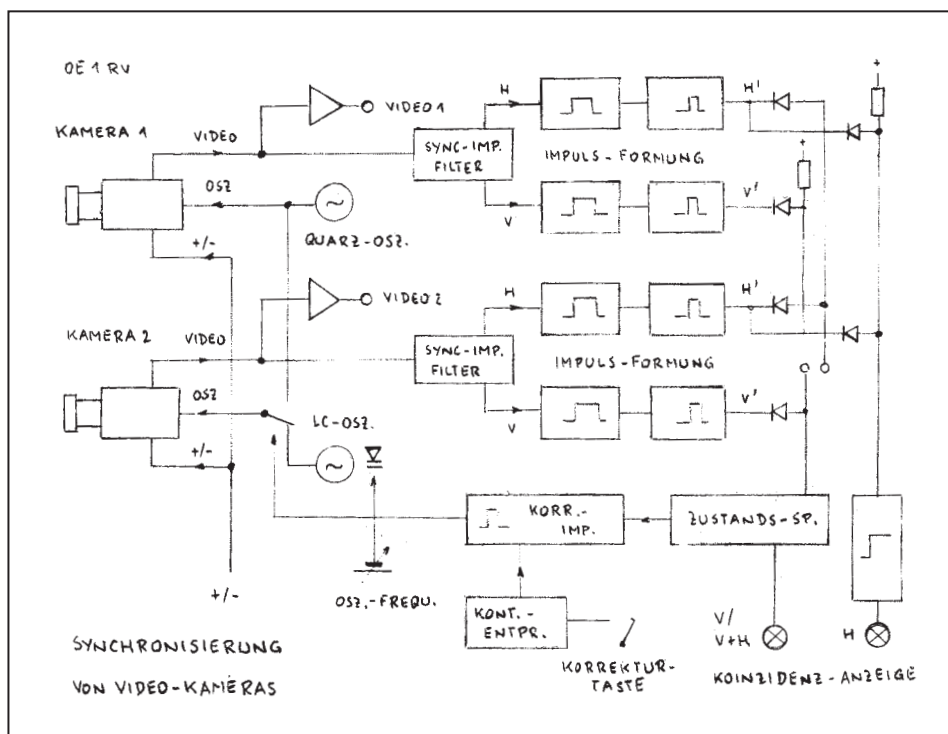 OE 1 RV
KAMERA 1
VIDEO
VIDEO 1
OSZ
+/-
QUARZ-OSZ.
SYNC-IMP.
FILTER
H
V
IMPULS-FORMUNG
H'
V'
+
+
KAMERA 2
VIDEO
VIDEO 2
OSZ
+/-
LC-OSZ.
SYNC-IMP.
FILTER
H
V
IMPULS-FORMUNG
H'
V'
KORR.-
IMP.
ZUSTANDS-SP.
+/-
OSZ.-FREQU.
KONT.-
ENTPR.
KORREKTUR-
TASTE
V/
V+H
H
KOINZIDENZ-ANZEIGE
SYNCHRONISIERUNG
VON VIDEO-KAMERAS